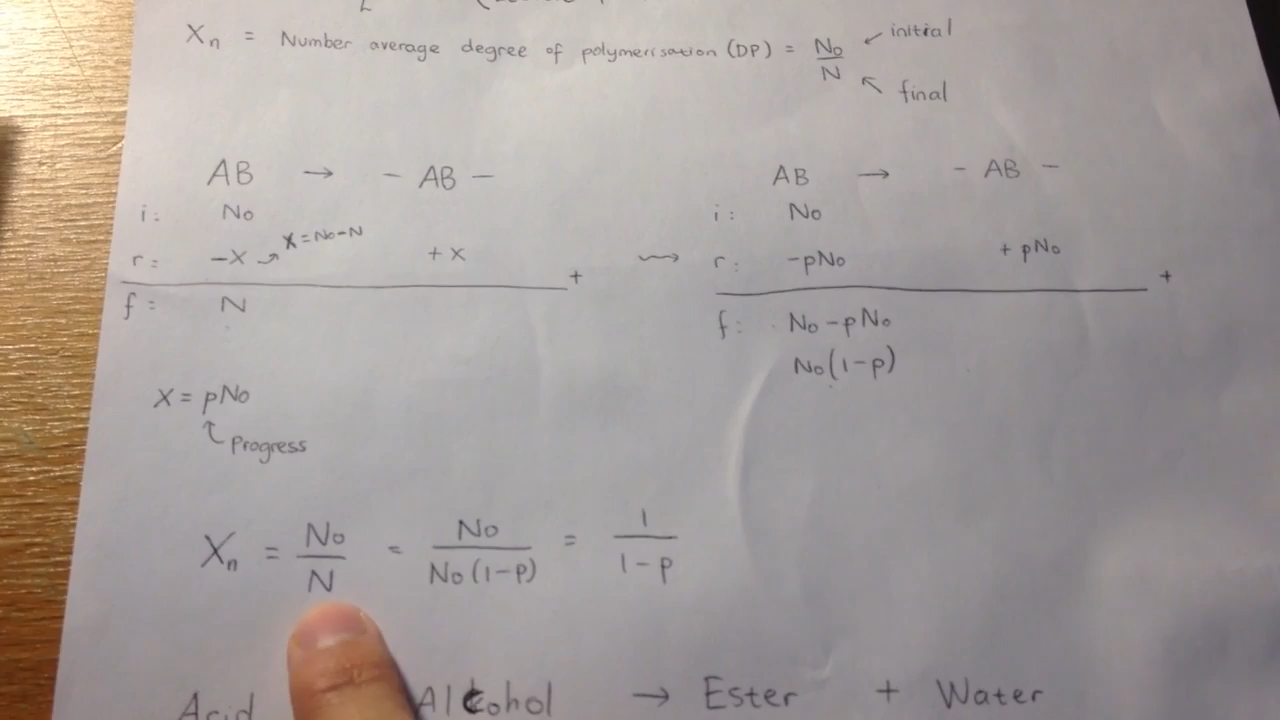 Xn = Number average degree of polymerisation (DP) = No/N ← initial ← final
AB → - AB -
i: No
r: -X → X=No-N +X +
f: N
X = pNo
↑ Progress
⇝
AB → - AB -
i: No
r: -pNo +pNo +
f: No-pNo
No(1-p)
Xn = No/N = No/No(1-p) = 1/1-p
Acid Alcohol → Ester + Water